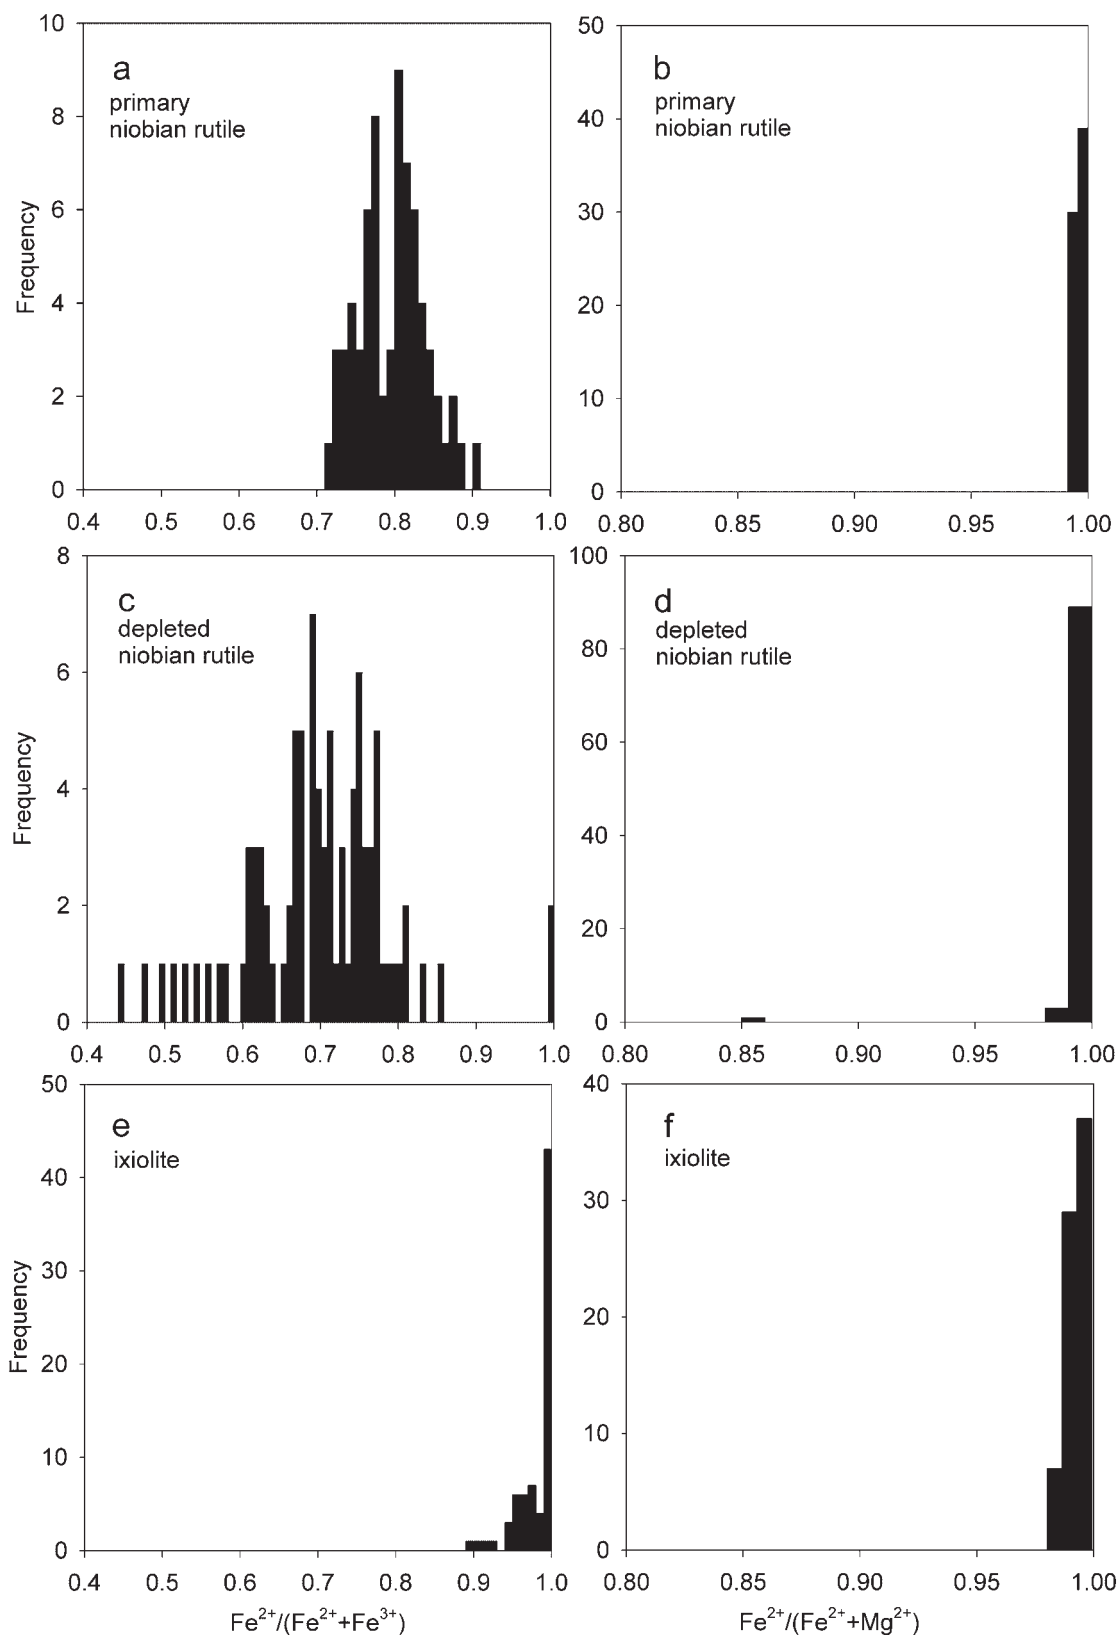 a
primary
niobian rutile
Frequency
10
8
6
4
2
0
0.4 0.5 0.6 0.7 0.8 0.9 1.0
b
primary
niobian rutile
50
40
30
20
10
0
0.80 0.85 0.90 0.95 1.00
c
depleted
niobian rutile
Frequency
8
6
4
2
0
0.4 0.5 0.6 0.7 0.8 0.9 1.0
d
depleted
niobian rutile
100
80
60
40
20
0
0.80 0.85 0.90 0.95 1.00
e
ixiolite
Frequency
50
40
30
20
10
0
0.4 0.5 0.6 0.7 0.8 0.9 1.0
Fe²⁺/(Fe²⁺+Fe³⁺)
f
ixiolite
40
30
20
10
0
0.80 0.85 0.90 0.95 1.00
Fe²⁺/(Fe²⁺+Mg²⁺)